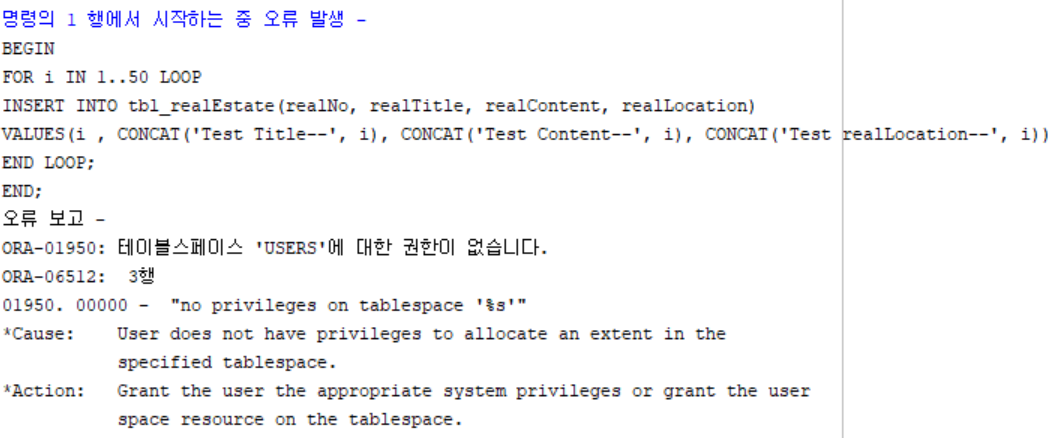 명령의 1 행에서 시작하는 중 오류 발생 -
BEGIN
FOR i IN 1..50 LOOP
INSERT INTO tbl_realEstate(realNo, realTitle, realContent, realLocation)
VALUES(i , CONCAT('Test Title--', i), CONCAT('Test Content--', i), CONCAT('Test realLocation--', i))
END LOOP;
END;
오류 보고 -
ORA-01950: 테이블스페이스 'USERS'에 대한 권한이 없습니다.
ORA-06512:  3행
01950. 00000 -  "no privileges on tablespace '%s'"
*Cause:    User does not have privileges to allocate an extent in the
specified tablespace.
*Action:   Grant the user the appropriate system privileges or grant the user
space resource on the tablespace.